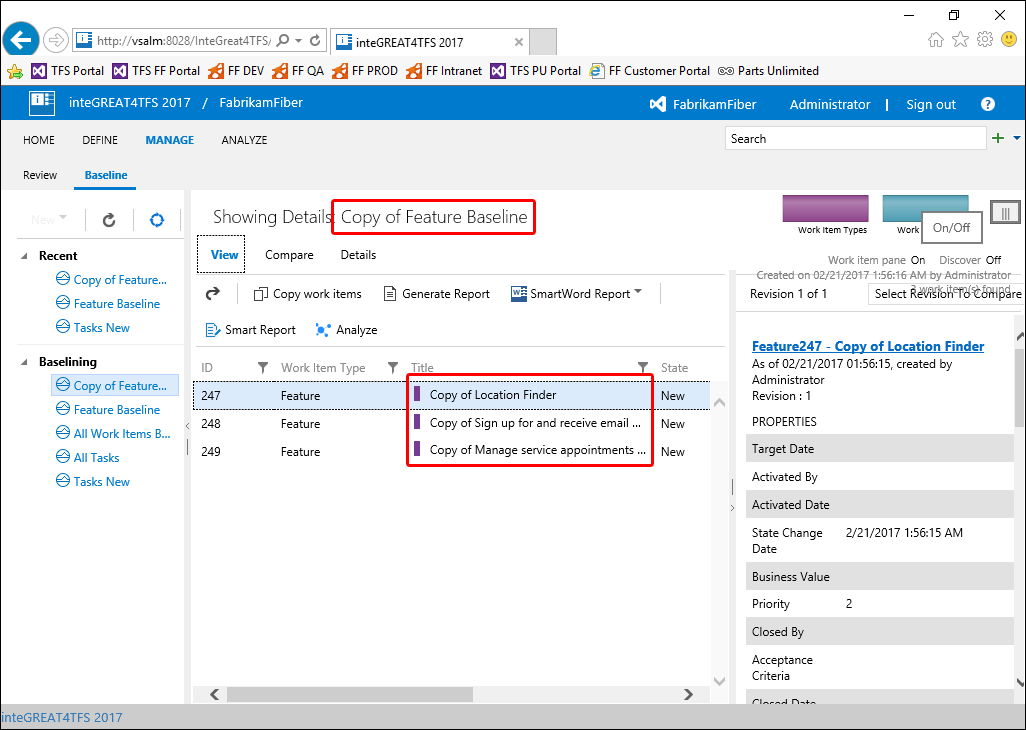 http://vsalm:8028/InteGreat4TFS/
inteGREAT4TFS 2017
TFS Portal TFS FF Portal FF DEV FF QA FF PROD FF Intranet TFS PU Portal FF Customer Portal Parts Unlimited
inteGREAT4TFS 2017 / FabrikamFiber
FabrikamFiber Administrator | Sign out ?
HOME DEFINE MANAGE ANALYZE
Search
Review Baseline
New
Recent
Copy of Feature...
Feature Baseline
Tasks New
Baselining
Copy of Feature...
Feature Baseline
All Work Items B...
All Tasks
Tasks New
Showing Details: Copy of Feature Baseline
Work Item Types
Work
On/Off
View Compare Details
Work item pane On Discover Off
Created on 02/21/2017 1:56:16 AM by Administrator
3 work item(s) found
Copy work items Generate Report SmartWord Report
Smart Report Analyze
ID Work Item Type Title State
247 Feature Copy of Location Finder New
248 Feature Copy of Sign up for and receive email ... New
249 Feature Copy of Manage service appointments ... New
Revision 1 of 1 Select Revision To Compare
Feature247 - Copy of Location Finder
As of 02/21/2017 01:56:15, created by
Administrator
Revision : 1
PROPERTIES
Target Date
Activated By
Activated Date
State Change
Date
2/21/2017 1:56:15 AM
Business Value
Priority 2
Closed By
Acceptance
Criteria
Closed Date
inteGREAT4TFS 2017